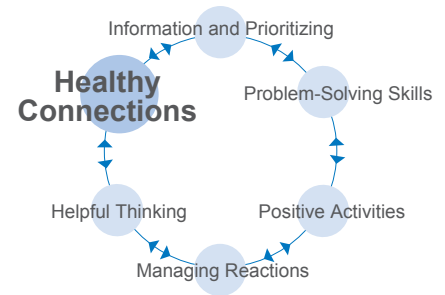 Information and Prioritizing
Healthy
Connections
Problem-Solving Skills
Helpful Thinking
Positive Activities
Managing Reactions